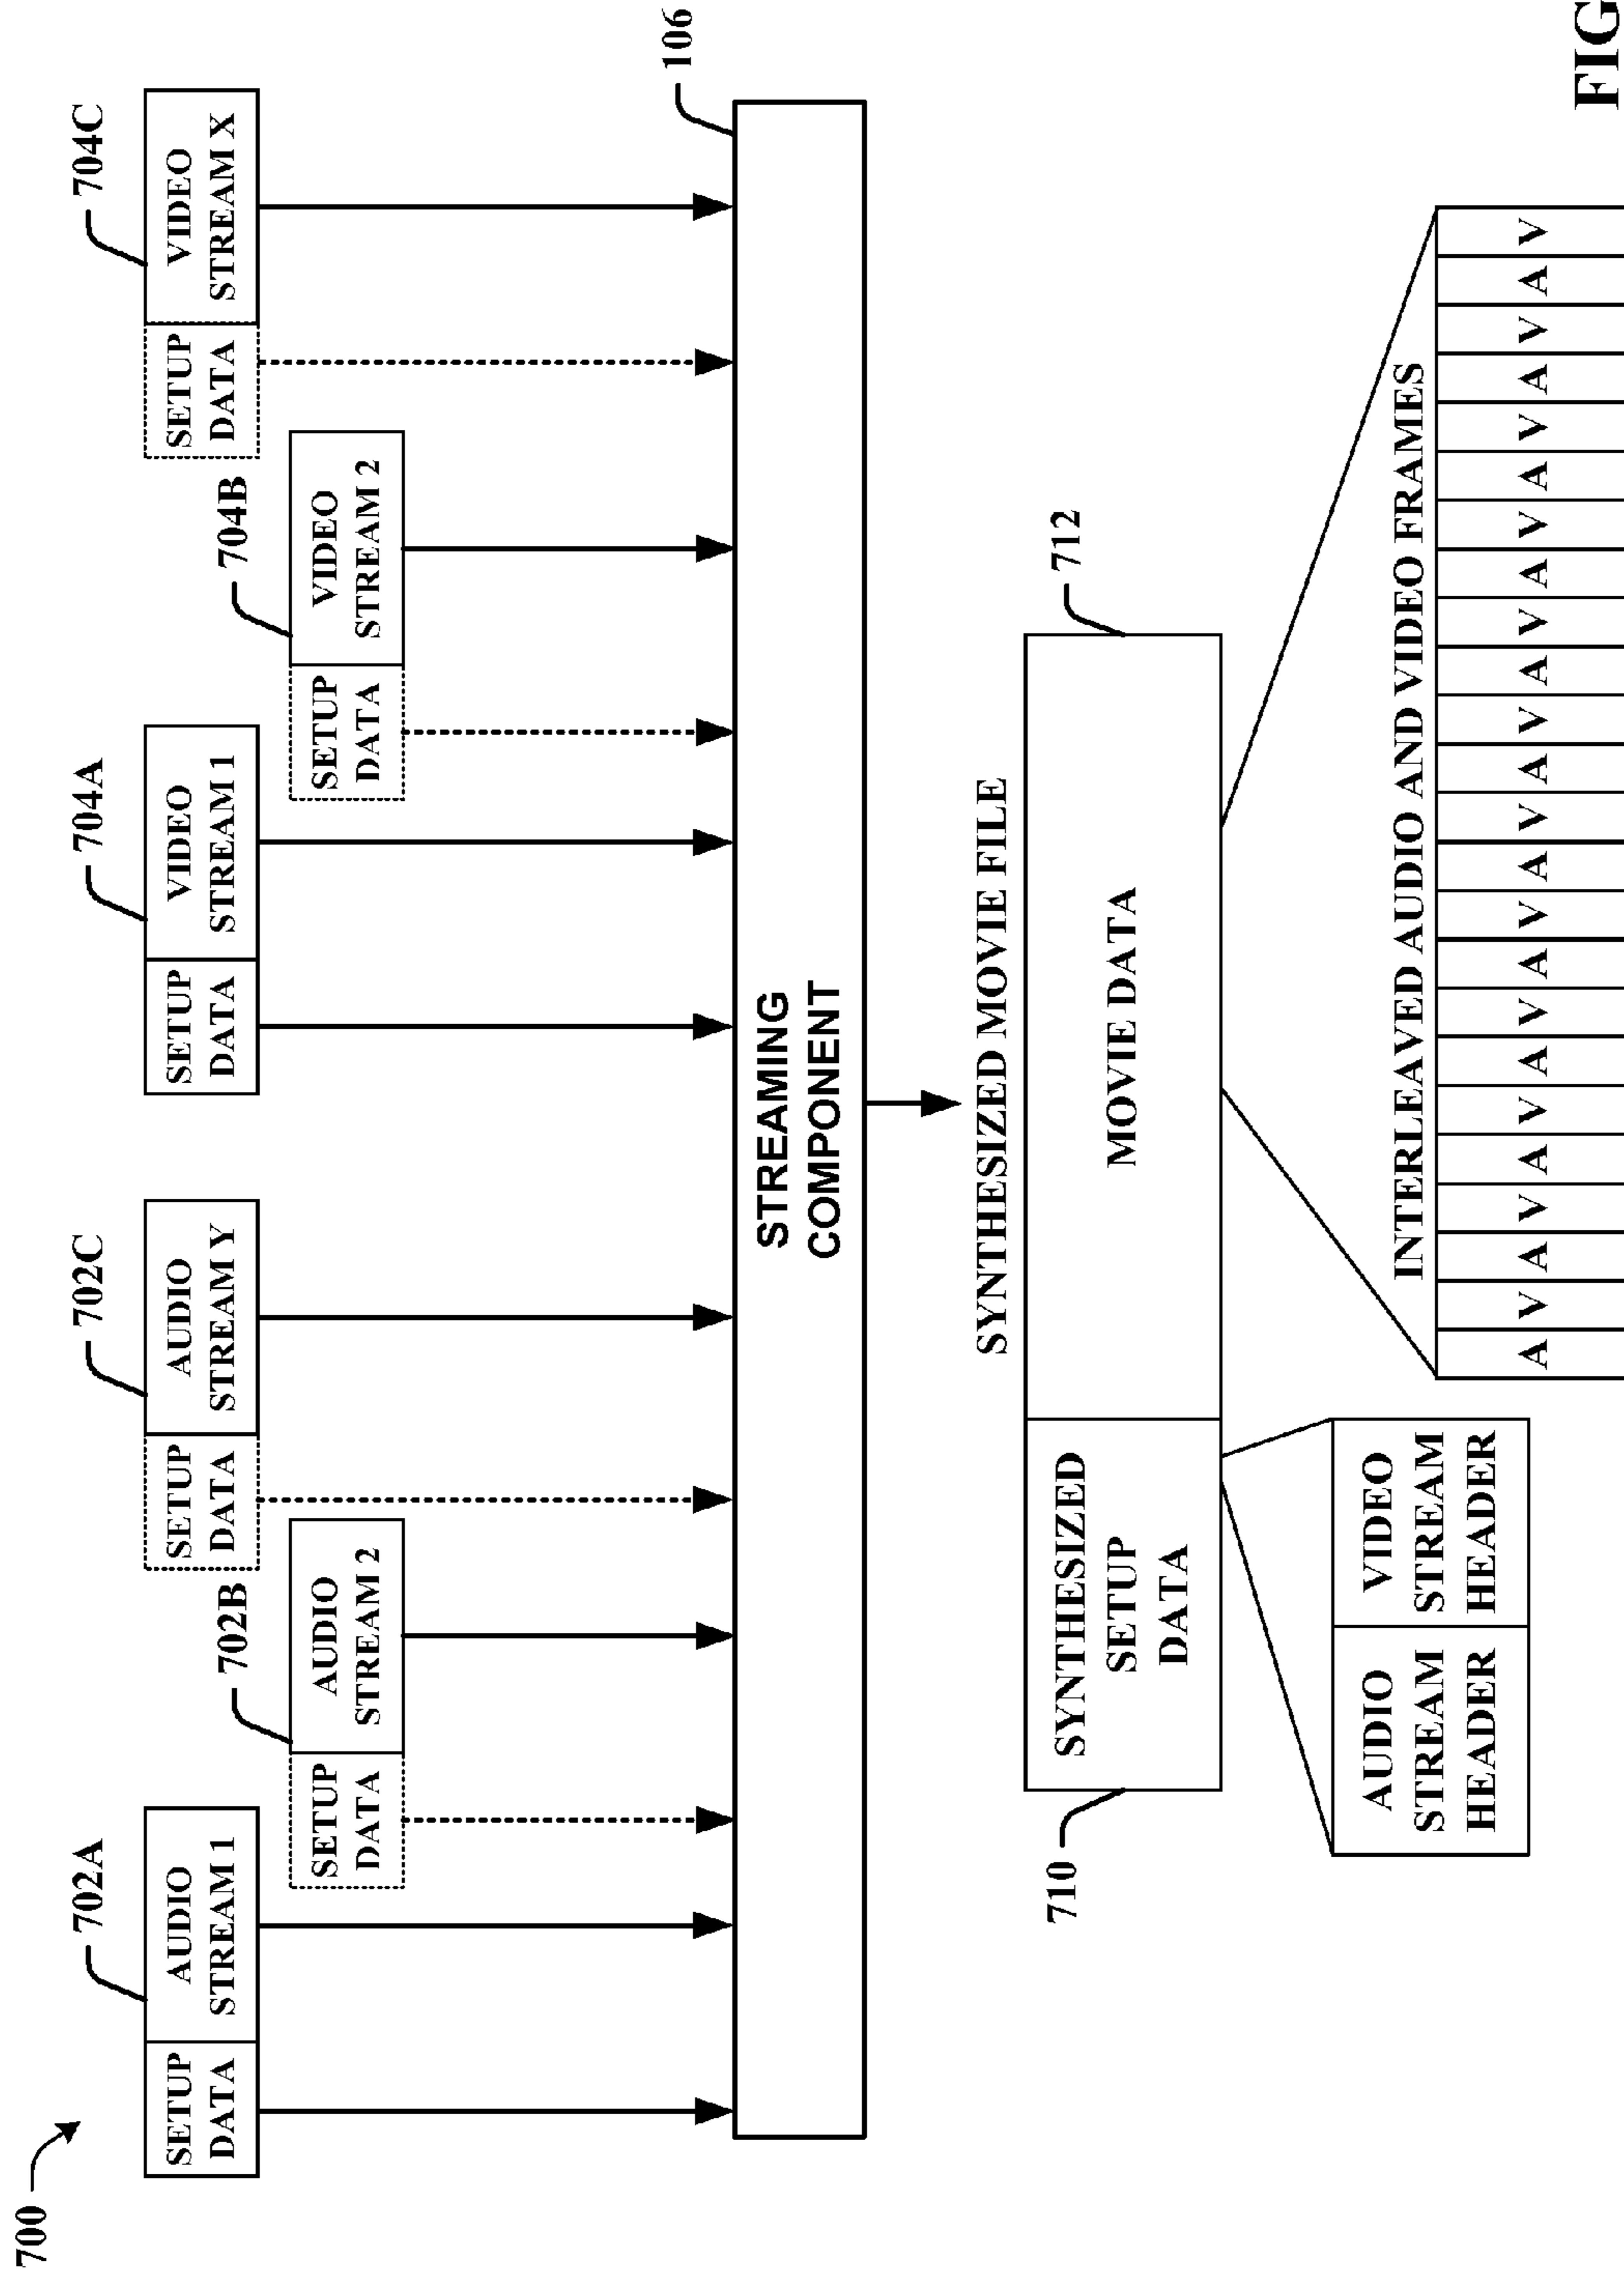 700
702A
702C
704A
704C
SETUP
DATA
AUDIO
STREAM 1
SETUP
DATA
AUDIO
STREAM Y
SETUP
DATA
VIDEO
STREAM 1
SETUP
DATA
VIDEO
STREAM X
702B
704B
SETUP
DATA
AUDIO
STREAM 2
SETUP
DATA
VIDEO
STREAM 2
106
STREAMING
COMPONENT
SYNTHESIZED MOVIE FILE
710
712
SYNTHESIZED
SETUP
DATA
MOVIE DATA
AUDIO
STREAM
HEADER
VIDEO
STREAM
HEADER
INTERLEAVED AUDIO AND VIDEO FRAMES
A V A V A V A V A V A V A V A V A V A V A V A V
FIG